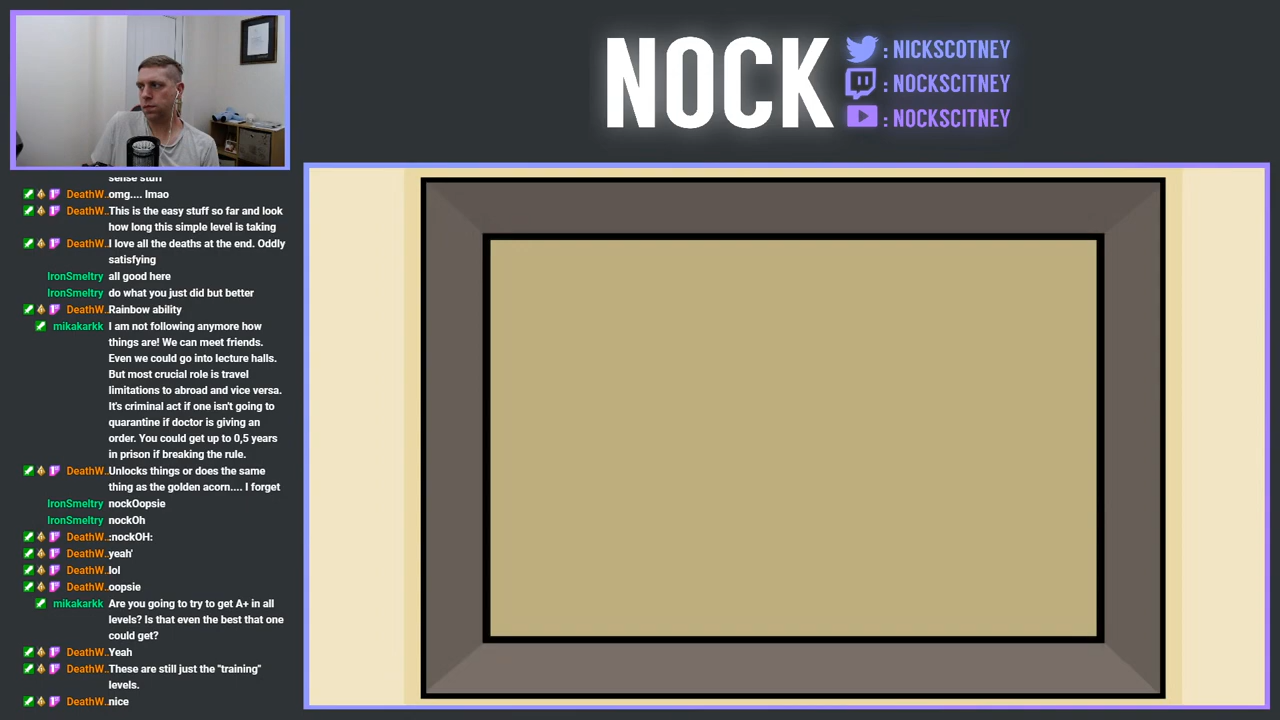 NOCK
: NICKSCOTNEY
: NOCKSCITNEY
: NOCKSCITNEY
sense stuff
DeathW..omg.... lmao
DeathW..This is the easy stuff so far and look
how long this simple level is taking
DeathW..I love all the deaths at the end. Oddly
satisfying
IronSmeltry all good here
IronSmeltry do what you just did but better
DeathW..Rainbow ability
mikakarkk I am not following anymore how
things are! We can meet friends.
Even we could go into lecture halls.
But most crucial role is travel
limitations to abroad and vice versa.
It's criminal act if one isn't going to
quarantine if doctor is giving an
order. You could get up to 0,5 years
in prison if breaking the rule.
DeathW..Unlocks things or does the same
thing as the golden acorn.... I forget
IronSmeltry nockOopsie
IronSmeltry nockOh
DeathW..:nockOH:
DeathW..yeah'
DeathW..lol
DeathW..oopsie
mikakarkk Are you going to try to get A+ in all
levels? Is that even the best that one
could get?
DeathW..Yeah
DeathW..These are still just the "training"
levels.
DeathW..nice